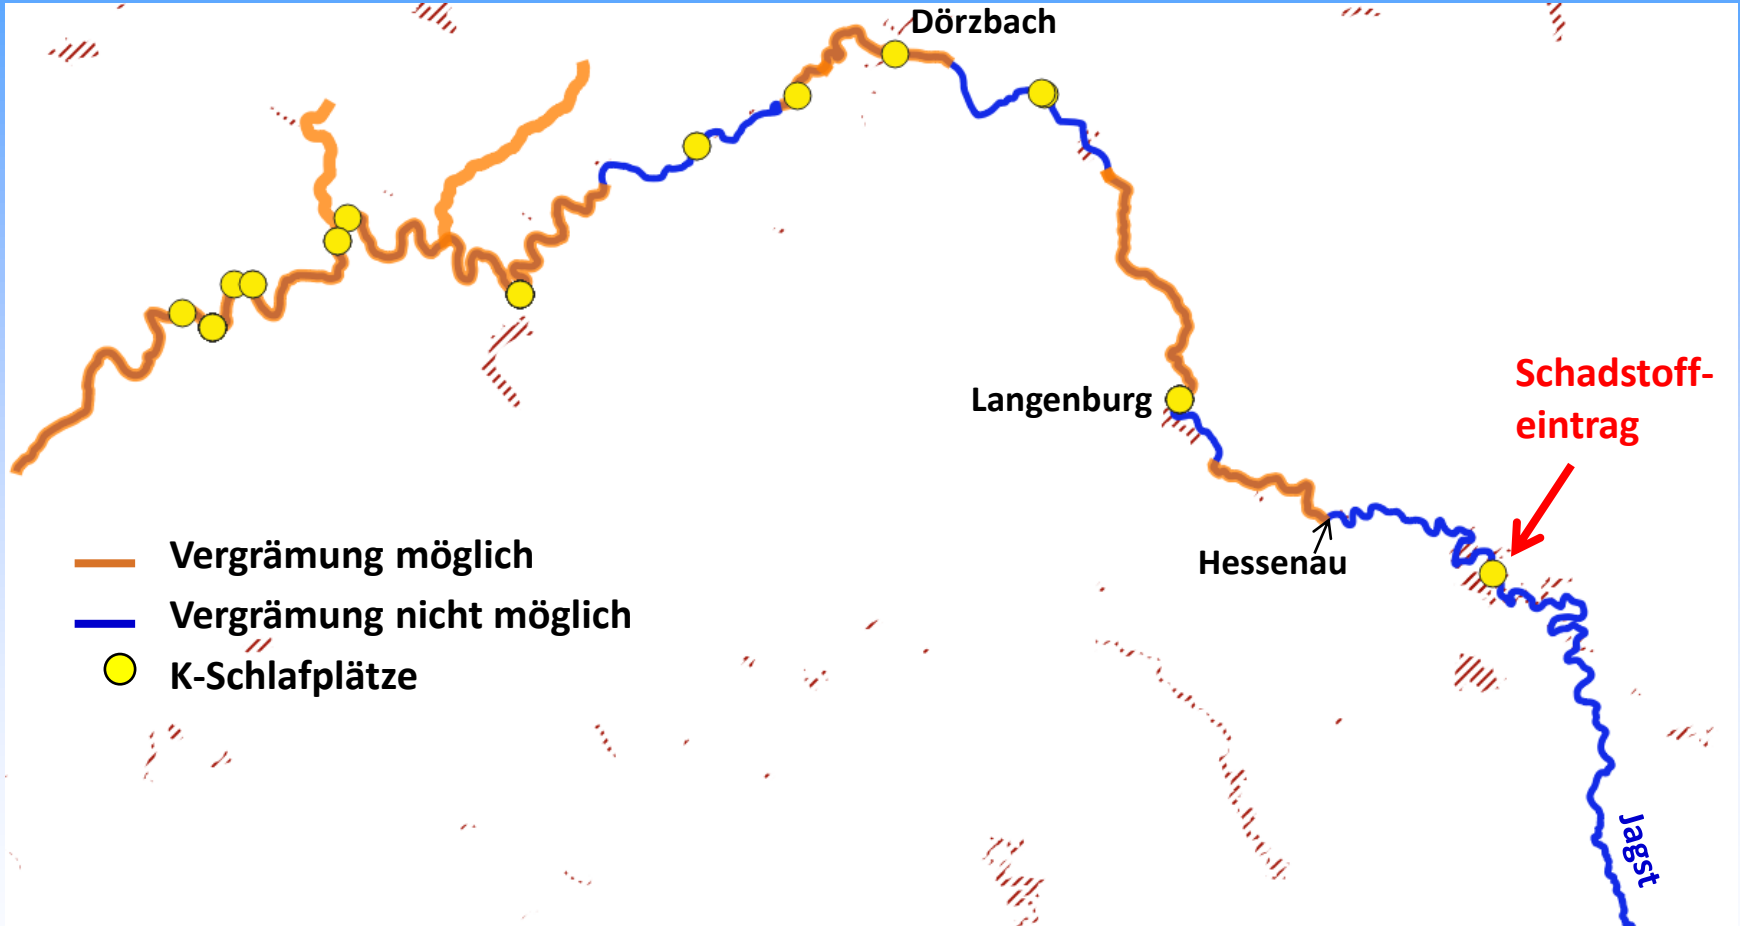 Dörzbach
Schadstoff-
eintrag
Langenburg
Hessenau
Vergrämung möglich
Vergrämung nicht möglich
K-Schlafplätze
Jagst